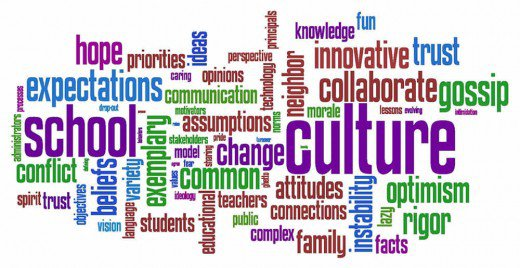 hope
priorities
ideas
perspective
principals
knowledge
fun
innovative
trust
caring
opinions
technology
neighbor
expectations
communication
collaborate
gossip
processes
drop-out
motivators
norms
morale
lessons
evolving
intimidation
administrators
school
exemplary
assumptions
stakeholders
pride
culture
model
fear
sharing
change
conflict
beliefs
variety
values
common
attitudes
instability
optimism
spirit
trust
objectives
ideology
educational
teachers
connections
lazy
rigor
vision
language
students
public
complex
family
facts